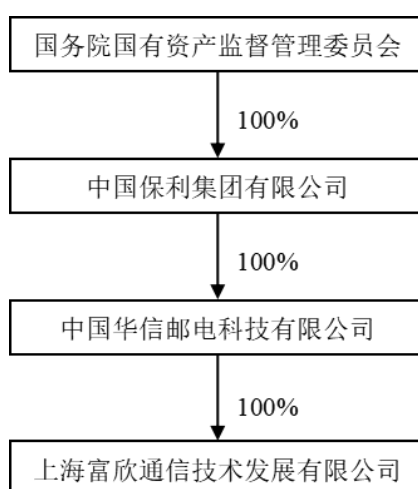 国务院国有资产监督管理委员会
100%
中国保利集团有限公司
100%
中国华信邮电科技有限公司
100%
上海富欣通信技术发展有限公司